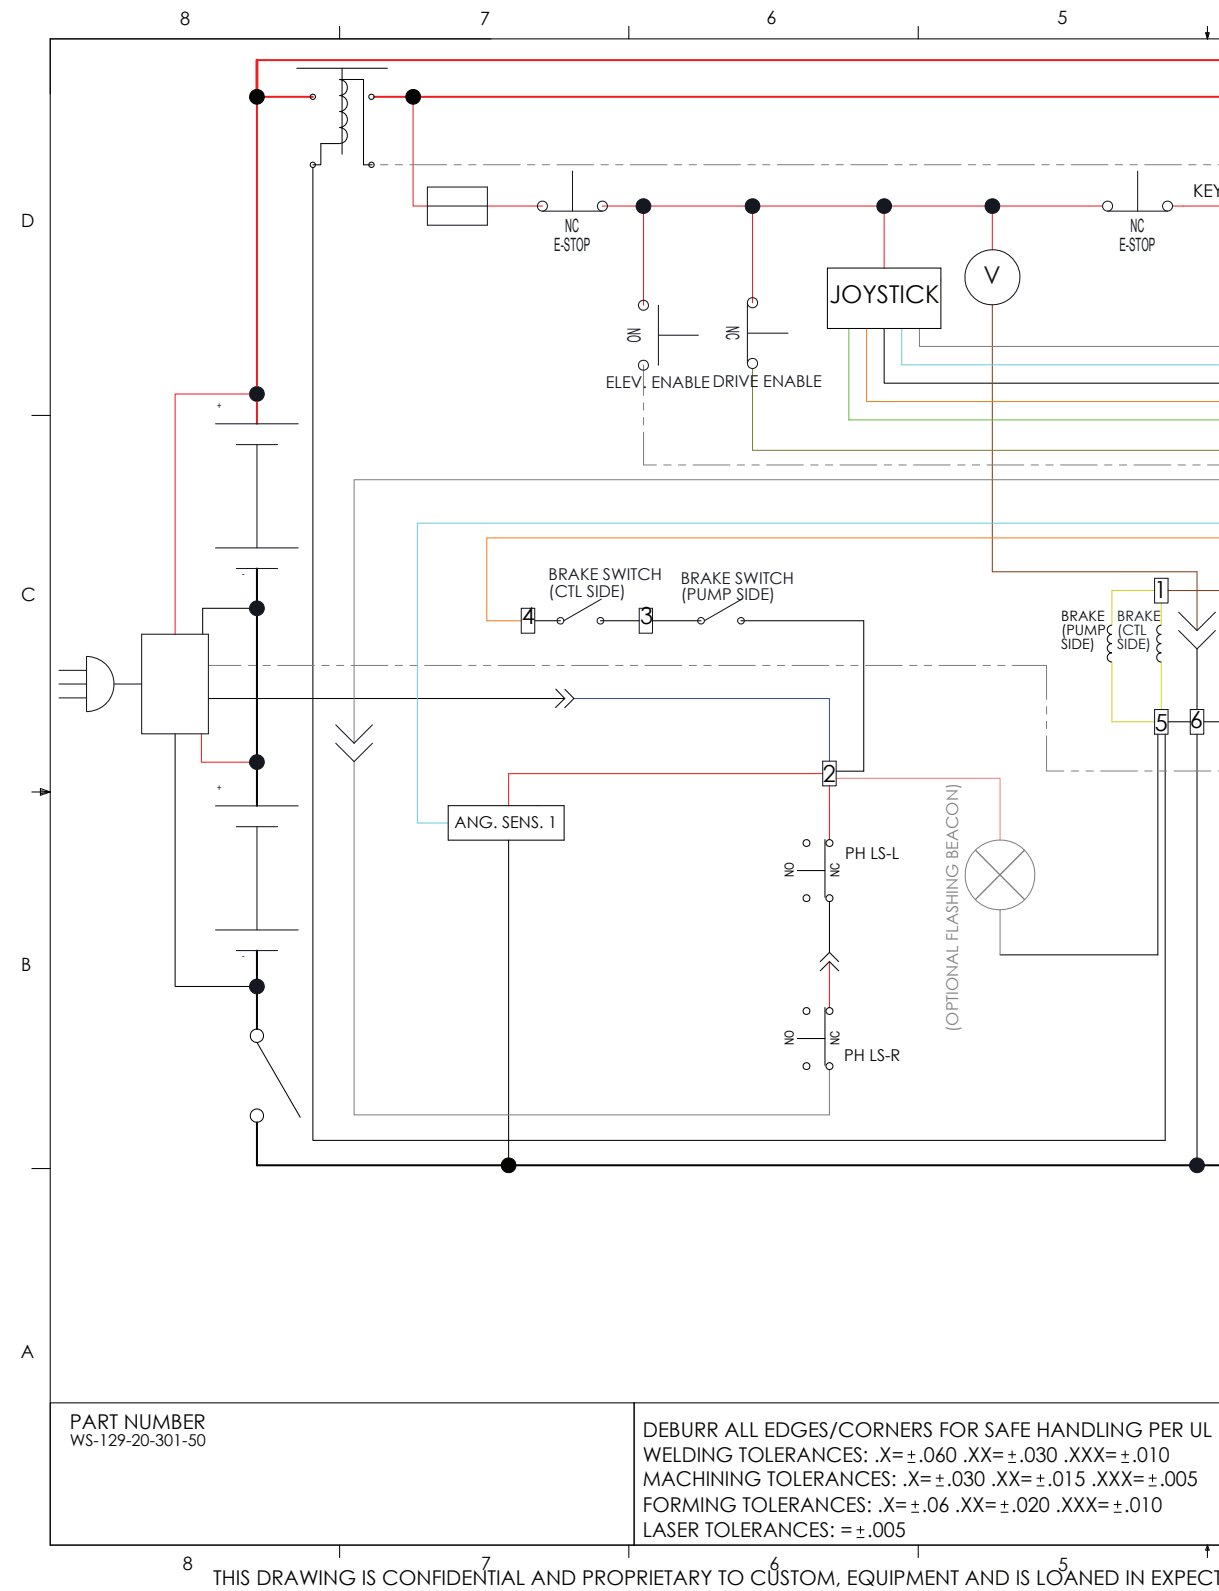 8 7 6 5
D
KEY
NC
E-STOP
NC
E-STOP
V
JOYSTICK
NO
NC
ELEV. ENABLE DRIVE ENABLE
+
-
C
BRAKE SWITCH
(CTL SIDE)
BRAKE SWITCH
(PUMP SIDE)
4
3
1
BRAKE
(PUMP
SIDE)
BRAKE
(CTL
SIDE)
5
6
2
+
-
ANG. SENS. 1
(OPTIONAL FLASHING BEACON)
NO
NC
PH LS-L
B
NO
NC
PH LS-R
A
PART NUMBER
WS-129-20-301-50
DEBURR ALL EDGES/CORNERS FOR SAFE HANDLING PER UL
WELDING TOLERANCES: .X=±.060 .XX=±.030 .XXX=±.010
MACHINING TOLERANCES: .X=±.030 .XX=±.015 .XXX=±.005
FORMING TOLERANCES: .X=±.06 .XX=±.020 .XXX=±.010
LASER TOLERANCES: =±.005
8 7 6 5
THIS DRAWING IS CONFIDENTIAL AND PROPRIETARY TO CUSTOM, EQUIPMENT AND IS LOANED IN EXPECT